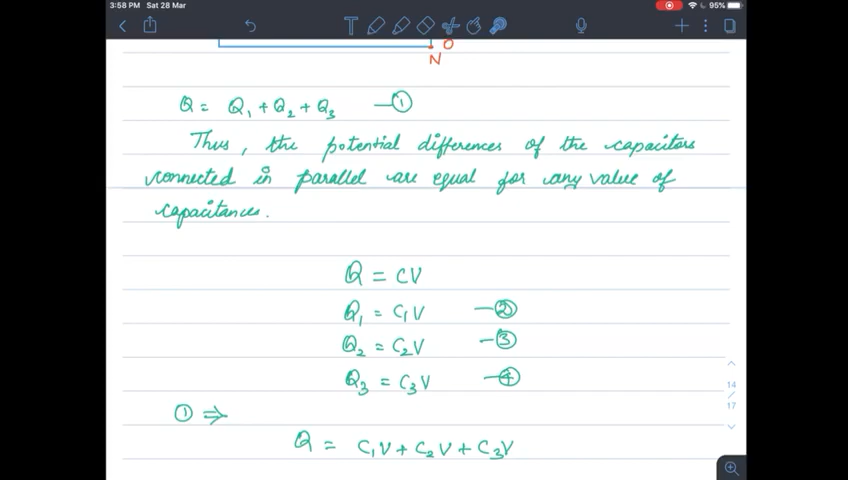 3:58 PM Sat 28 Mar
95%
O
N
Q = Q₁ + Q₂ + Q₃ —①
Thus, the potential differences of the capacitors
connected in parallel are equal for any value of
capacitances.
Q = CV
Q₁ = C₁V —②
Q₂ = C₂V —③
Q₃ = C₃V —④
① ⇒
Q = C₁V + C₂V + C₃V
14
/
17